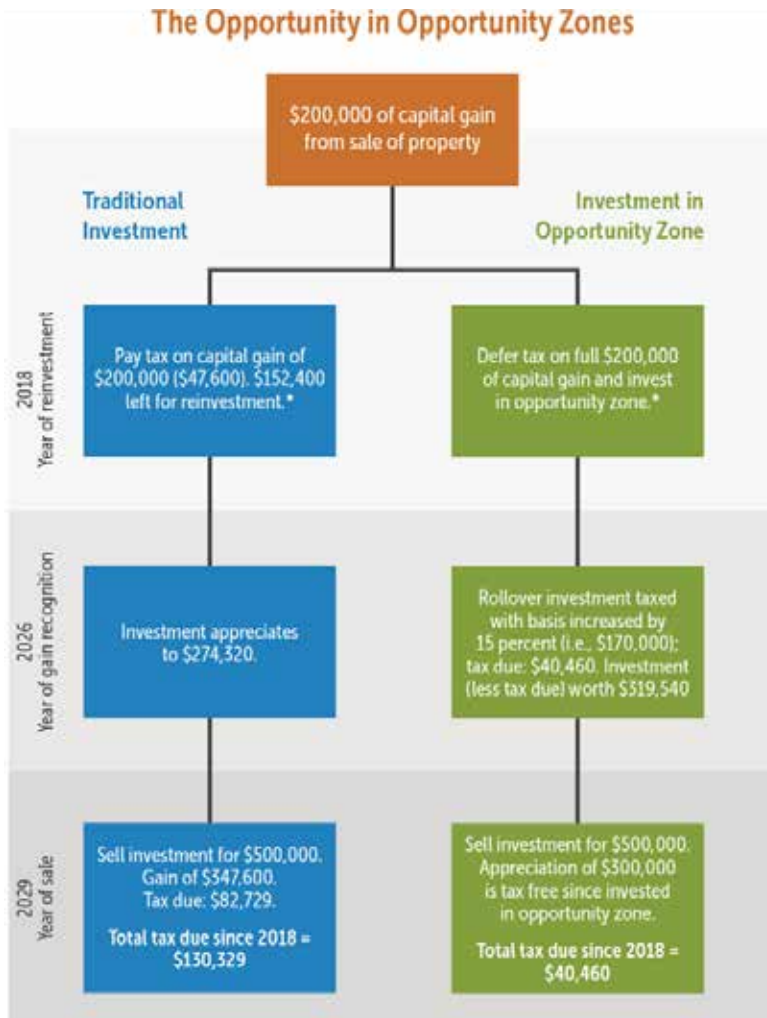 The Opportunity in Opportunity Zones
$200,000 of capital gain
from sale of property
Traditional
Investment
Investment in
Opportunity Zone
2018
Year of reinvestment
Pay tax on capital gain of
$200,000 ($47,600). $152,400
left for reinvestment.*
Defer tax on full $200,000
of capital gain and invest
in opportunity zone.*
2026
Year of gain recognition
Investment appreciates
to $274,320.
Rollover investment taxed
with basis increased by
15 percent (i.e., $170,000);
tax due: $40,460. Investment
(less tax due) worth $319,540
2029
Year of sale
Sell investment for $500,000.
Gain of $347,600.
Tax due: $82,729.
Total tax due since 2018 =
$130,329
Sell investment for $500,000.
Appreciation of $300,000
is tax free since invested
in opportunity zone.
Total tax due since 2018 =
$40,460